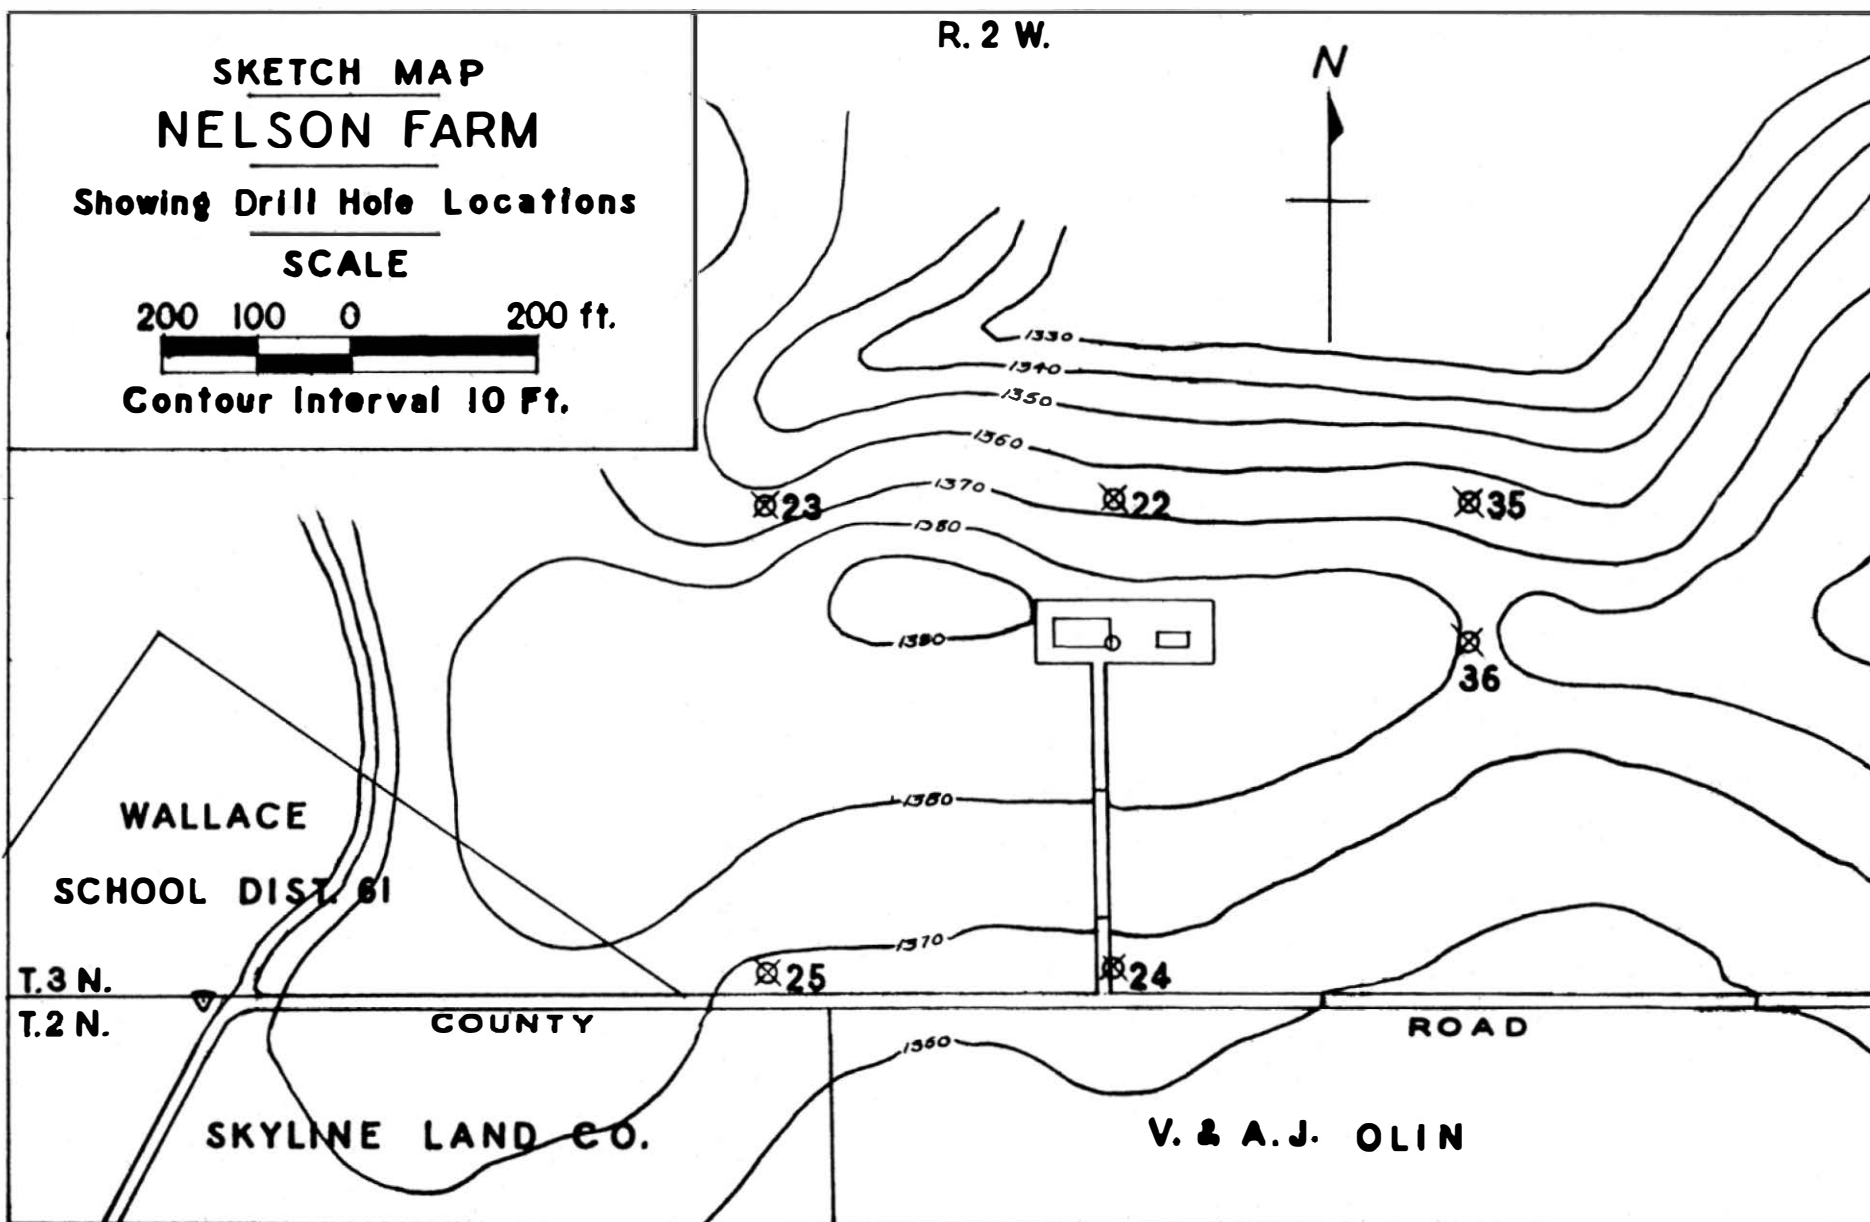 R. 2 W.
SKETCH MAP
NELSON FARM
Showing Drill Hole Locations
SCALE
200 100 0 200 ft.
Contour Interval 10 Ft.
N
1330
1340
1350
1360
1370
1380
23
22
35
1390
36
1380
WALLACE
SCHOOL DIST. 61
1370
25
24
T.3 N.
T.2 N.
COUNTY ROAD
1360
SKYLINE LAND CO.
V. & A.J. OLIN